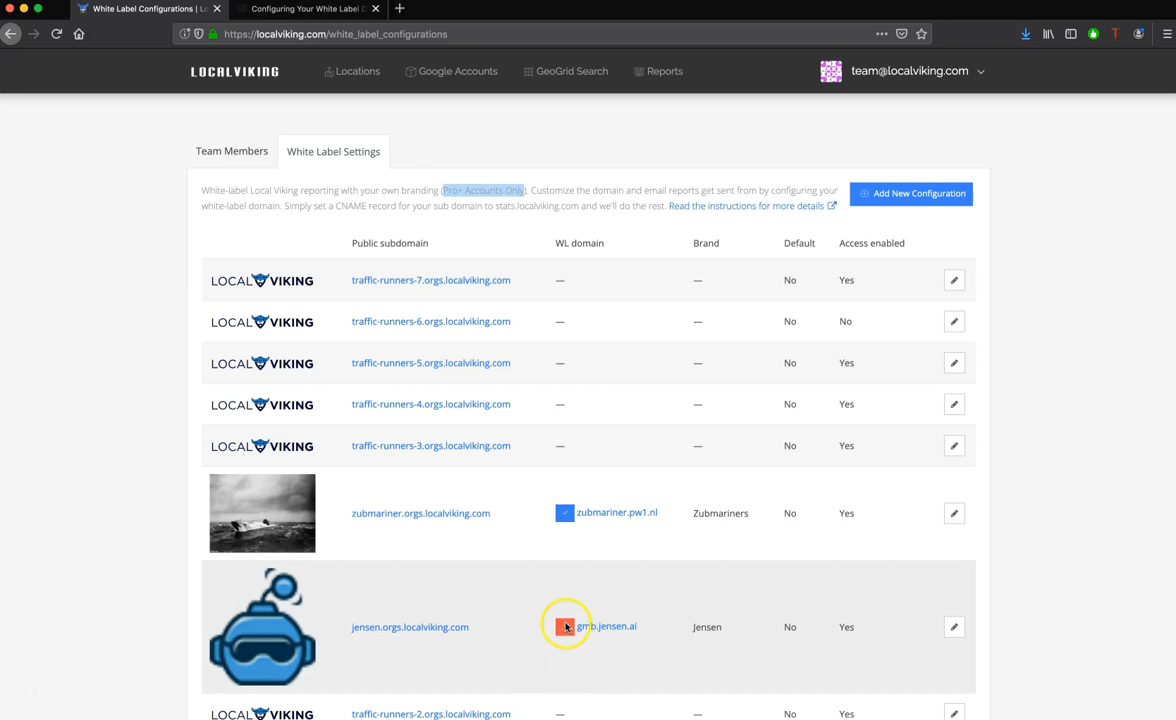 White Label Configurations | Lo
Configuring Your White Label D
https://localviking.com/white_label_configurations
LOCALVIKING
Locations
Google Accounts
GeoGrid Search
Reports
team@localviking.com
Team Members
White Label Settings
White-label Local Viking reporting with your own branding (Pro+ Accounts Only). Customize the domain and email reports get sent from by configuring your
white-label domain. Simply set a CNAME record for your sub domain to stats.localviking.com and we'll do the rest. Read the instructions for more details
Add New Configuration
Public subdomain WL domain Brand Default Access enabled
LOCAL VIKING traffic-runners-7.orgs.localviking.com — — No Yes
LOCAL VIKING traffic-runners-6.orgs.localviking.com — — No No
LOCAL VIKING traffic-runners-5.orgs.localviking.com — — No Yes
LOCAL VIKING traffic-runners-4.orgs.localviking.com — — No Yes
LOCAL VIKING traffic-runners-3.orgs.localviking.com — — No Yes
zubmariner.orgs.localviking.com zubmariner.pw1.nl Zubmariners No Yes
jensen.orgs.localviking.com gmb.jensen.ai Jensen No Yes
LOCAL VIKING traffic-runners-2.orgs.localviking.com — — No Yes